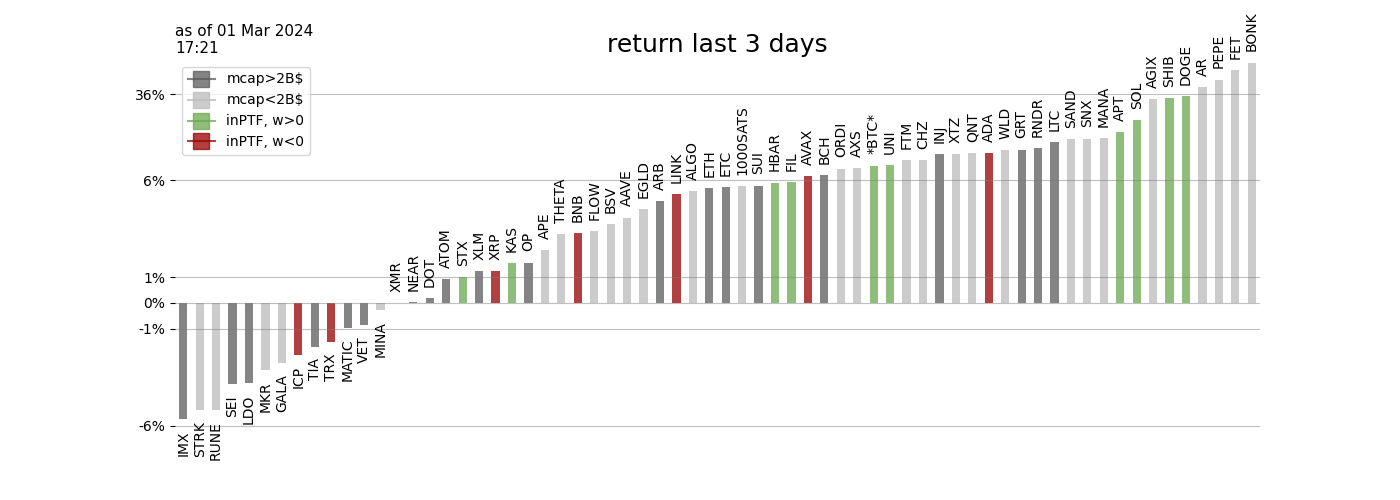 as of 01 Mar 2024
17:21
return last 3 days
mcap>2B$
mcap<2B$
inPTF, w>0
inPTF, w<0
36%
6%
1%
0%
-1%
-6%
IMX
STRK
RUNE
SEI
LDO
MKR
GALA
ICP
TIA
TRX
MATIC
VET
MINA
XMR
NEAR
DOT
ATOM
STX
XLM
XRP
KAS
OP
APE
THETA
BNB
FLOW
BSV
AAVE
EGLD
ARB
LINK
ALGO
ETH
ETC
1000SATS
SUI
HBAR
FIL
AVAX
BCH
ORDI
AXS
*BTC*
UNI
FTM
CHZ
INJ
XTZ
QNT
ADA
WLD
GRT
RNDR
LTC
SAND
SNX
MANA
APT
SOL
AGIX
SHIB
DOGE
AR
PEPE
FET
BONK